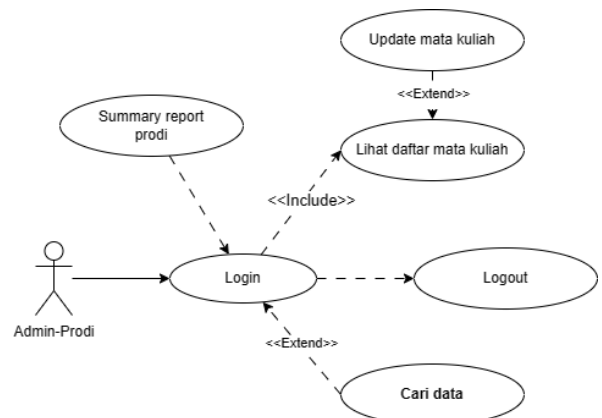 Update mata kuliah
<<Extend>>
Summary report
prodi
Lihat daftar mata kuliah
<<Include>>
Login
Logout
Admin-Prodi
<<Extend>>
Cari data